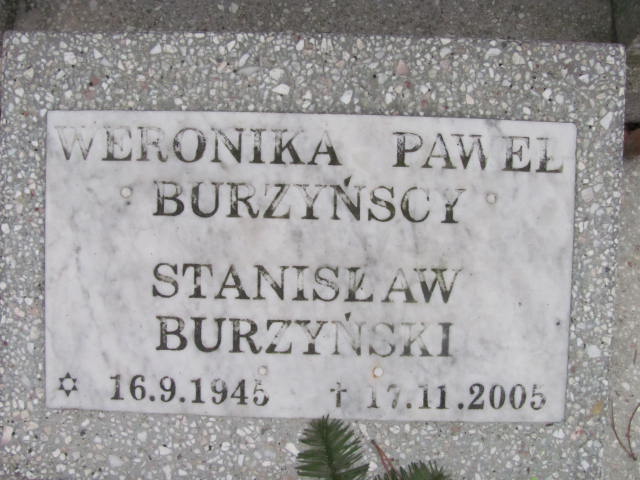 WERONIKA PAWEŁ
BURZYŃSCY
STANISŁAW
BURZYŃSKI
✡ 16.9.1945 † 17.11.2005